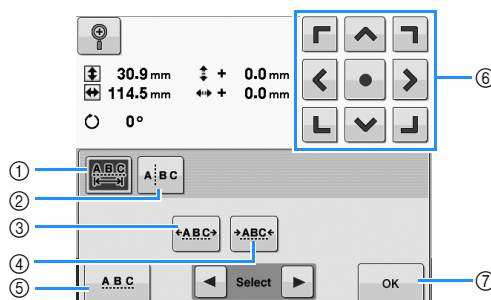 30.9 mm + 0.0 mm
114.5 mm + 0.0 mm
0°
⑥
① ABC A BC
②
③ ABC ABC
④
⑤ ABC Select OK ⑦